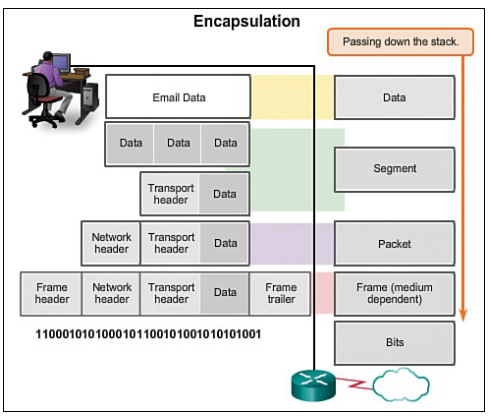 Encapsulation
Passing down the stack.
Email Data
Data
Data Data Data
Segment
Transport
header
Data
Network
header
Transport
header
Data
Packet
Frame
header
Network
header
Transport
header
Data
Frame
trailer
Frame (medium
dependent)
1100010101000101100101001010101001
Bits